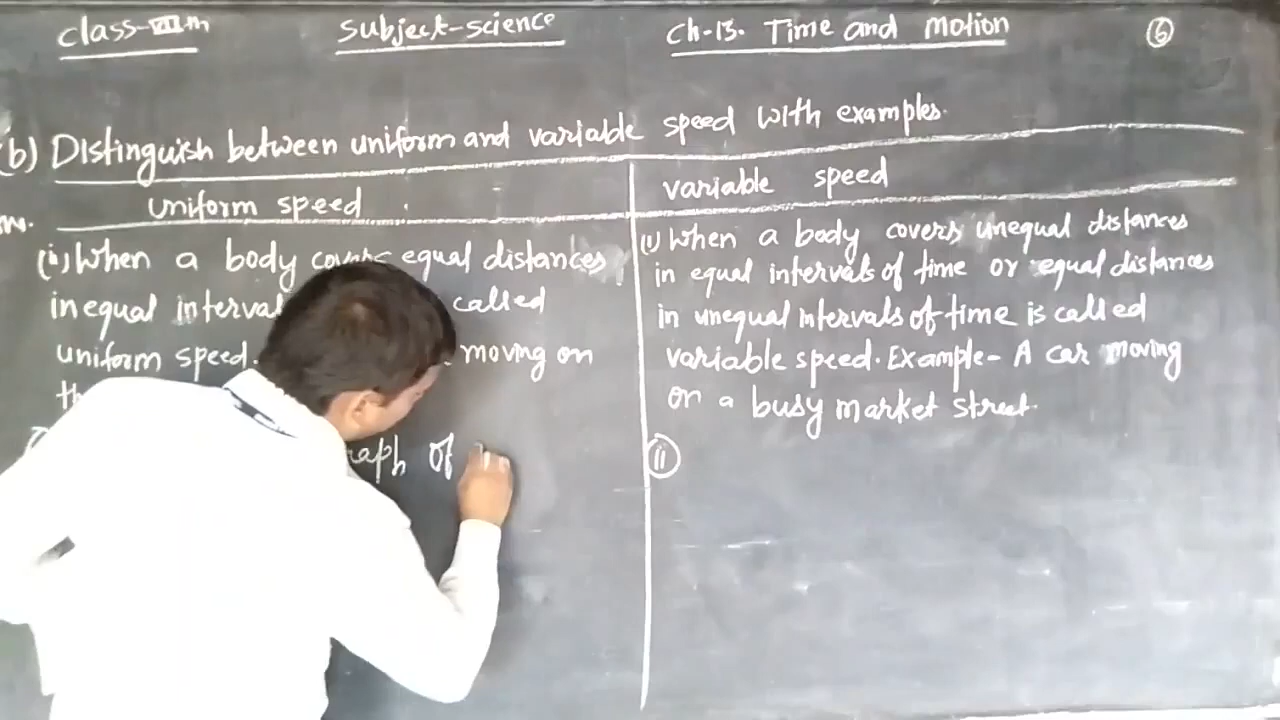 class-VIIth subject-science Ch-13. Time and Motion 6
(b) Distinguish between uniform and variable speed with examples.
uniform speed.
(i) When a body covers equal distances
in equal interval called
uniform speed. moving on
th
raph of
variable speed
(i) When a body covers unequal distances
in equal intervals of time or equal distances
in unequal intervals of time is called
variable speed. Example- A car moving
on a busy market street.
(ii)